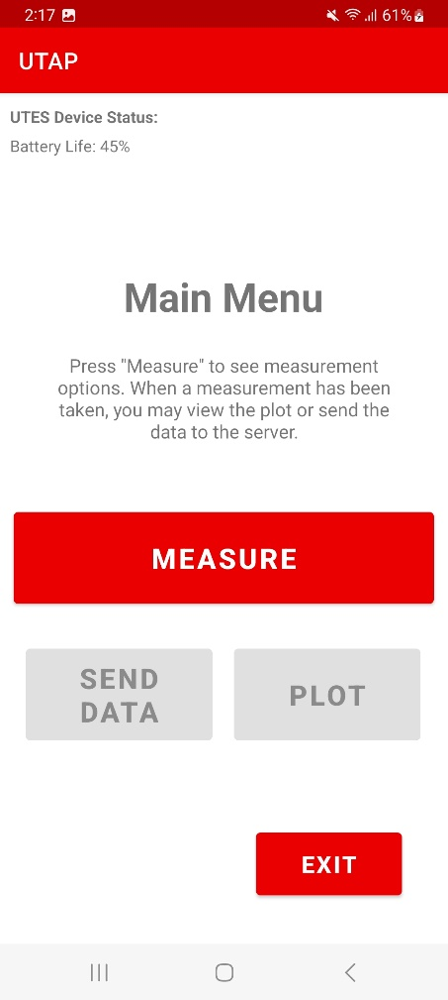 2:17
61%
UTAP
UTES Device Status:
Battery Life: 45%
Main Menu
Press "Measure" to see measurement
options. When a measurement has been
taken, you may view the plot or send the
data to the server.
MEASURE
SEND
DATA
PLOT
EXIT